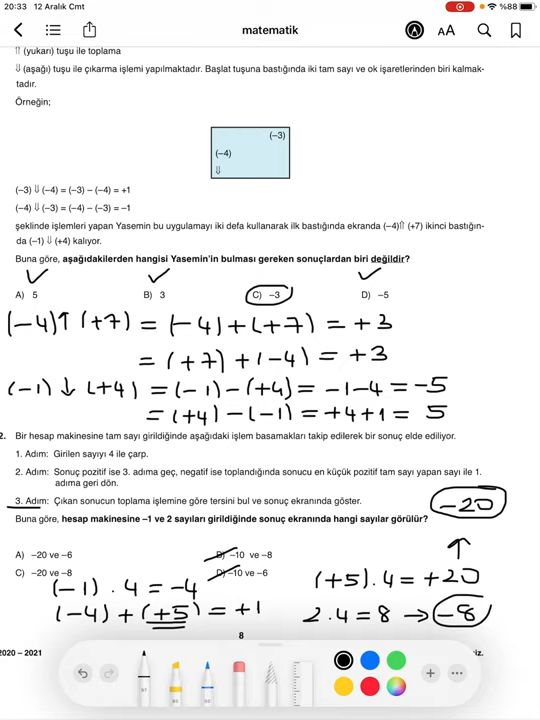 20:33 12 Aralık Cmt %88
matematik
AA
⇑ (yukarı) tuşu ile toplama
⇓ (aşağı) tuşu ile çıkarma işlemi yapılmaktadır. Başlat tuşuna bastığında iki tam sayı ve ok işaretlerinden biri kalmak-
tadır.
Örneğin;
(–3)
(–4)
⇓
(–3) ⇓ (–4) = (–3) – (–4) = +1
(–4) ⇓ (–3) = (–4) – (–3) = –1
şeklinde işlemleri yapan Yasemin bu uygulamayı iki defa kullanarak ilk bastığında ekranda (–4)⇑ (+7) ikinci bastığın-
da (–1) ⇓ (+4) kalıyor.
Buna göre, aşağıdakilerden hangisi Yasemin'in bulması gereken sonuçlardan biri değildir?
A) 5 B) 3 C) –3 D) –5
(-4)↑ (+7) = (-4)+(+7) = +3
= (+7)+(-4) = +3
(-1) ↓ (+4) = (-1)-(+4) = -1-4 = -5
= (+4)-(-1) = +4+1 = 5
2. Bir hesap makinesine tam sayı girildiğinde aşağıdaki işlem basamakları takip edilerek bir sonuç elde ediliyor.
1. Adım: Girilen sayıyı 4 ile çarp.
2. Adım: Sonuç pozitif ise 3. adıma geç, negatif ise toplandığında sonucu en küçük pozitif tam sayı yapan sayı ile 1.
adıma geri dön.
3. Adım: Çıkan sonucun toplama işlemine göre tersini bul ve sonuç ekranında göster.
-20
Buna göre, hesap makinesine –1 ve 2 sayıları girildiğinde sonuç ekranında hangi sayılar görülür?
A) –20 ve –6 B) –10 ve –8
C) –20 ve –8 D) –10 ve –6
(-1) . 4 = -4 (+5) . 4 = +20
(-4) + (+5) = +1 2 . 4 = 8 → -8
8
2020 – 2021 iz.